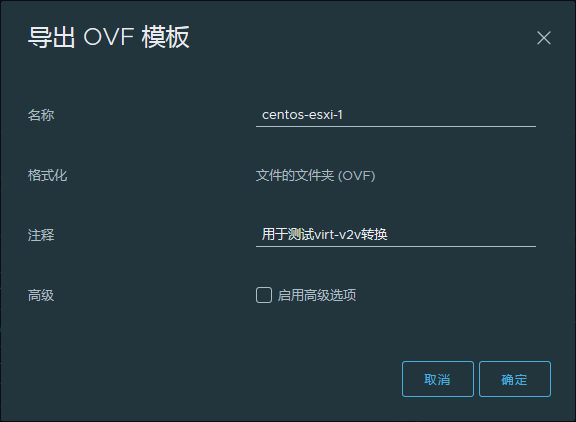 导出 OVF 模板
名称
centos-esxi-1
格式化
文件的文件夹 (OVF)
注释
用于测试virt-v2v转换
高级
启用高级选项
取消
确定